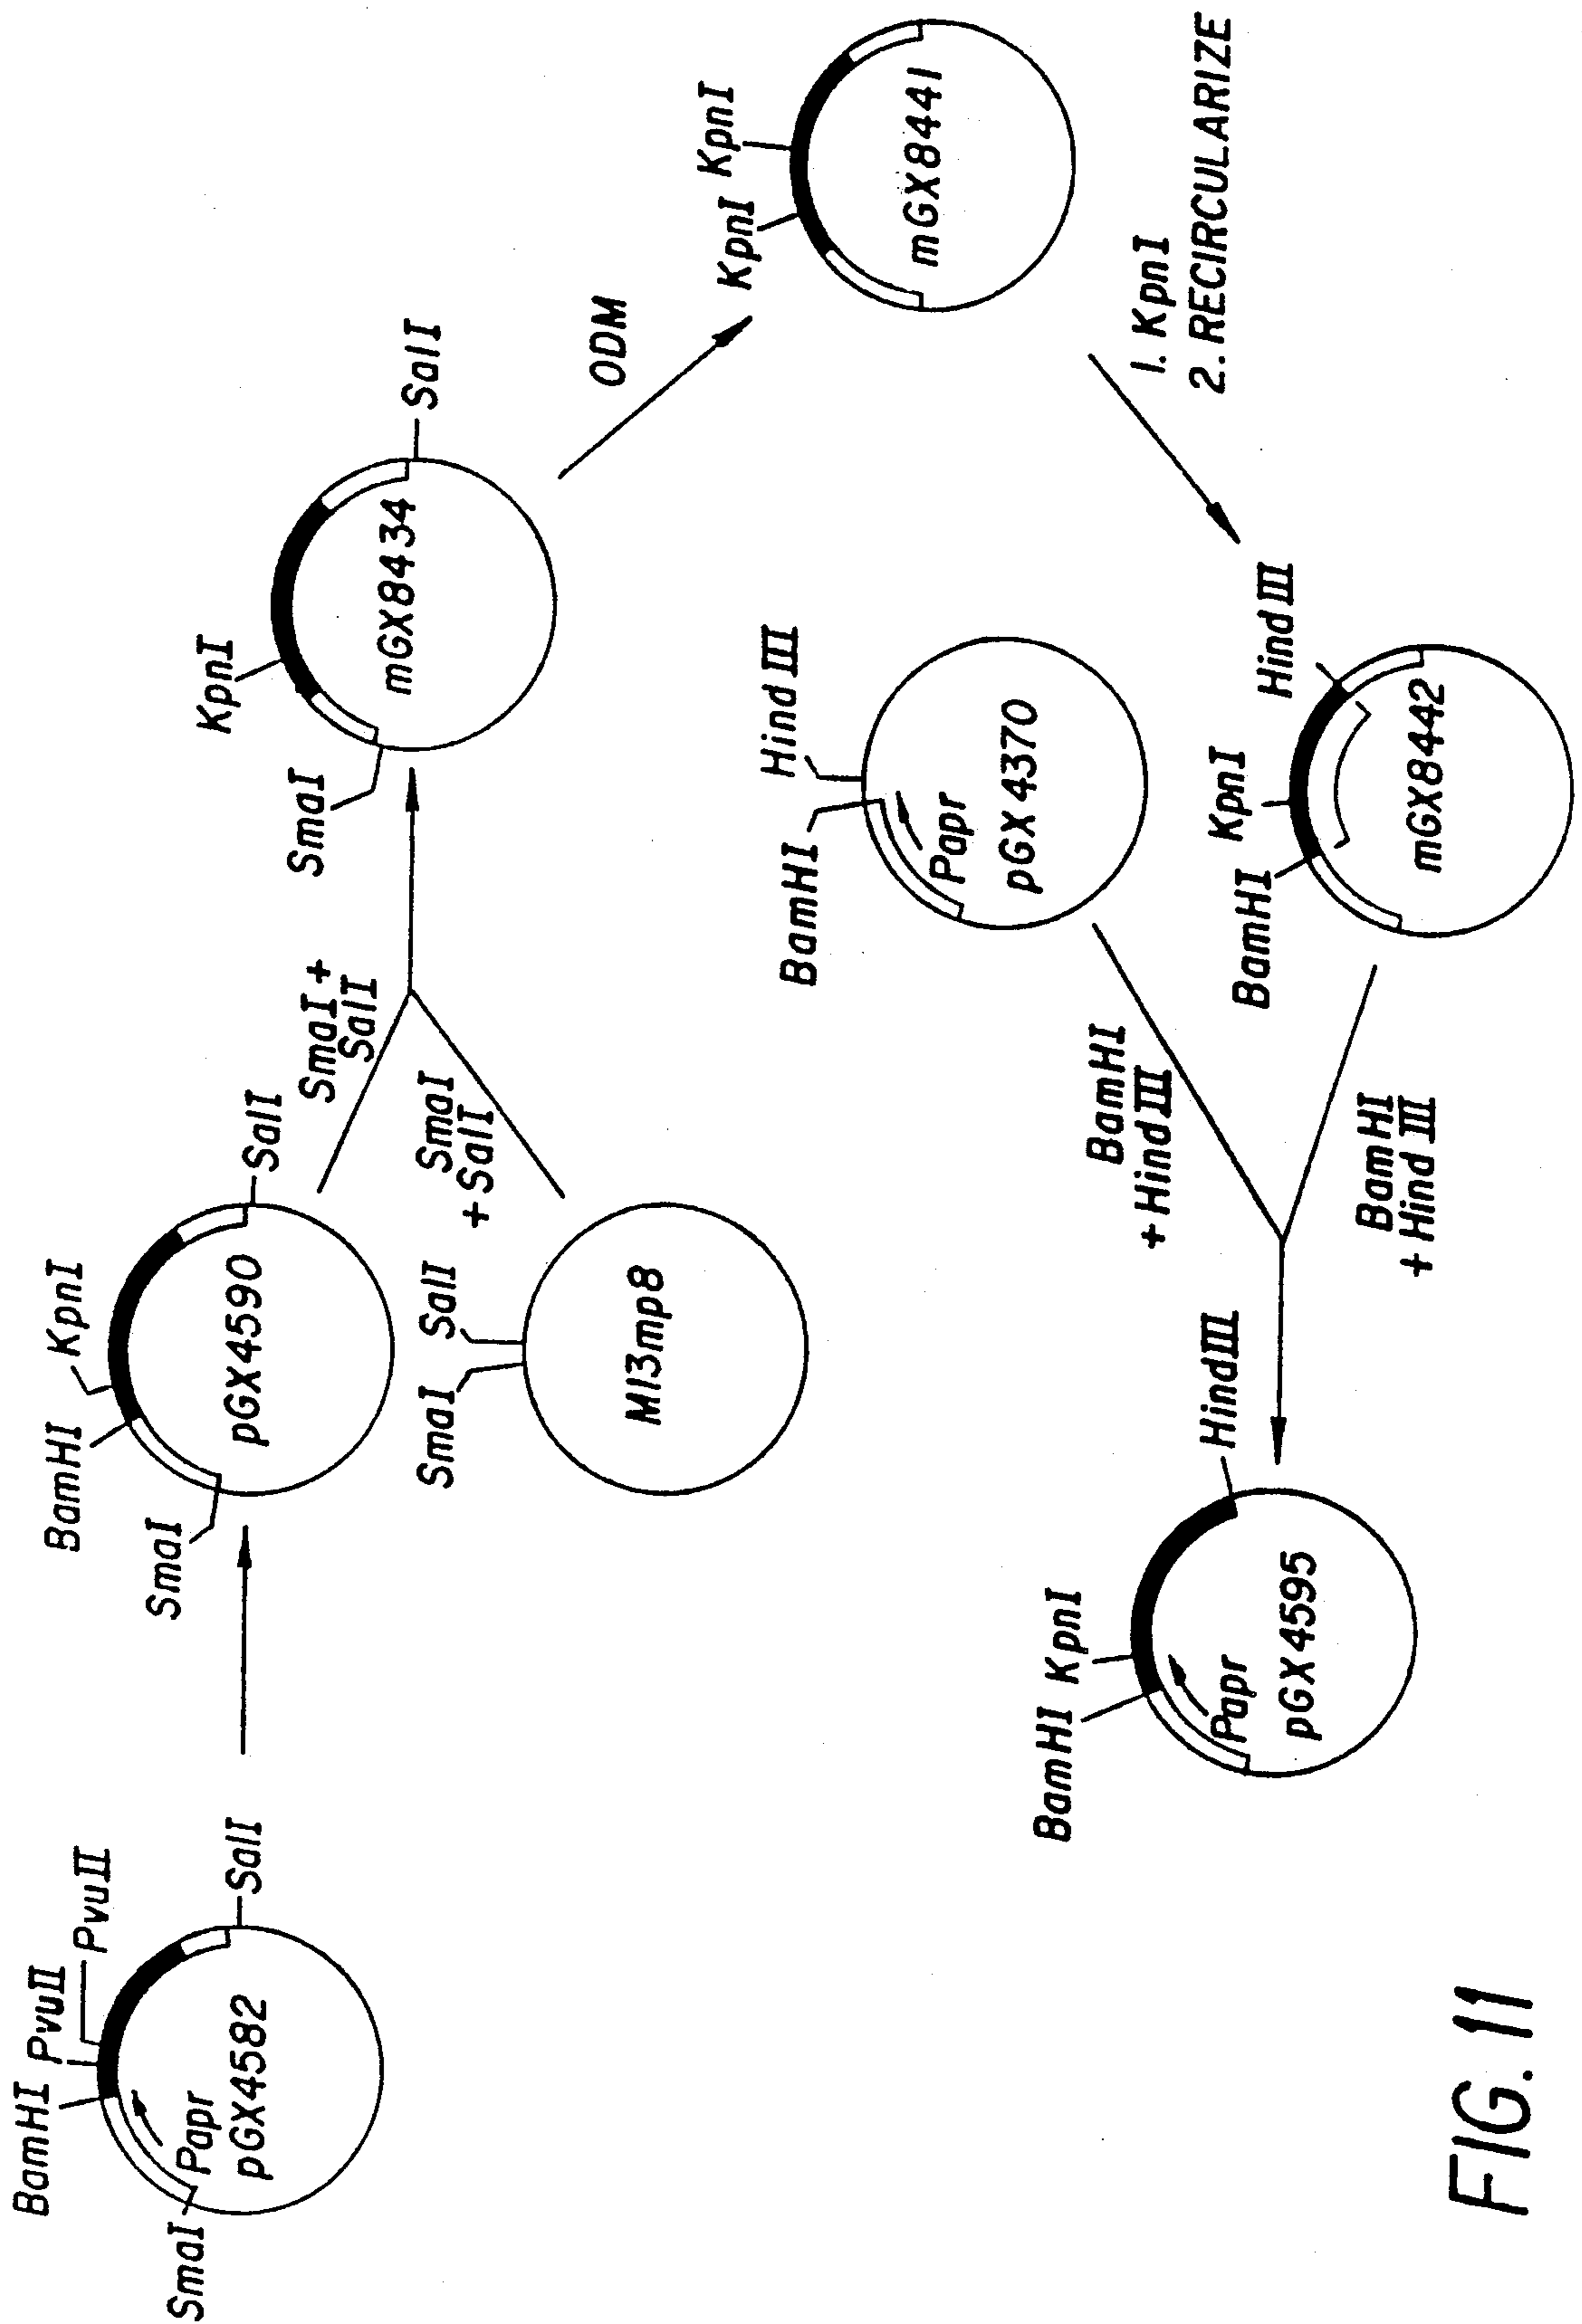 BamHI
PvuII
PvuII
SmaI
SalI
Papr
pGX4582
BamHI
KpnI
SmaI
SalI
pGX4590
SmaI
SalI
M13mp8
SmaI+
SalI
SmaI
+SalI
KpnI
SmaI
SalI
mGX8434
ODM
KpnI
KpnI
mGX8441
1. KpnI
2. RECIRCULARIZE
BamHI
Hind III
Papr
pGX4370
BamHI
KpnI
Hind III
mGX8442
BamHI
+Hind III
BamHI
+Hind III
BamHI
KpnI
HindIII
Papr
pGX4595
FIG. 11